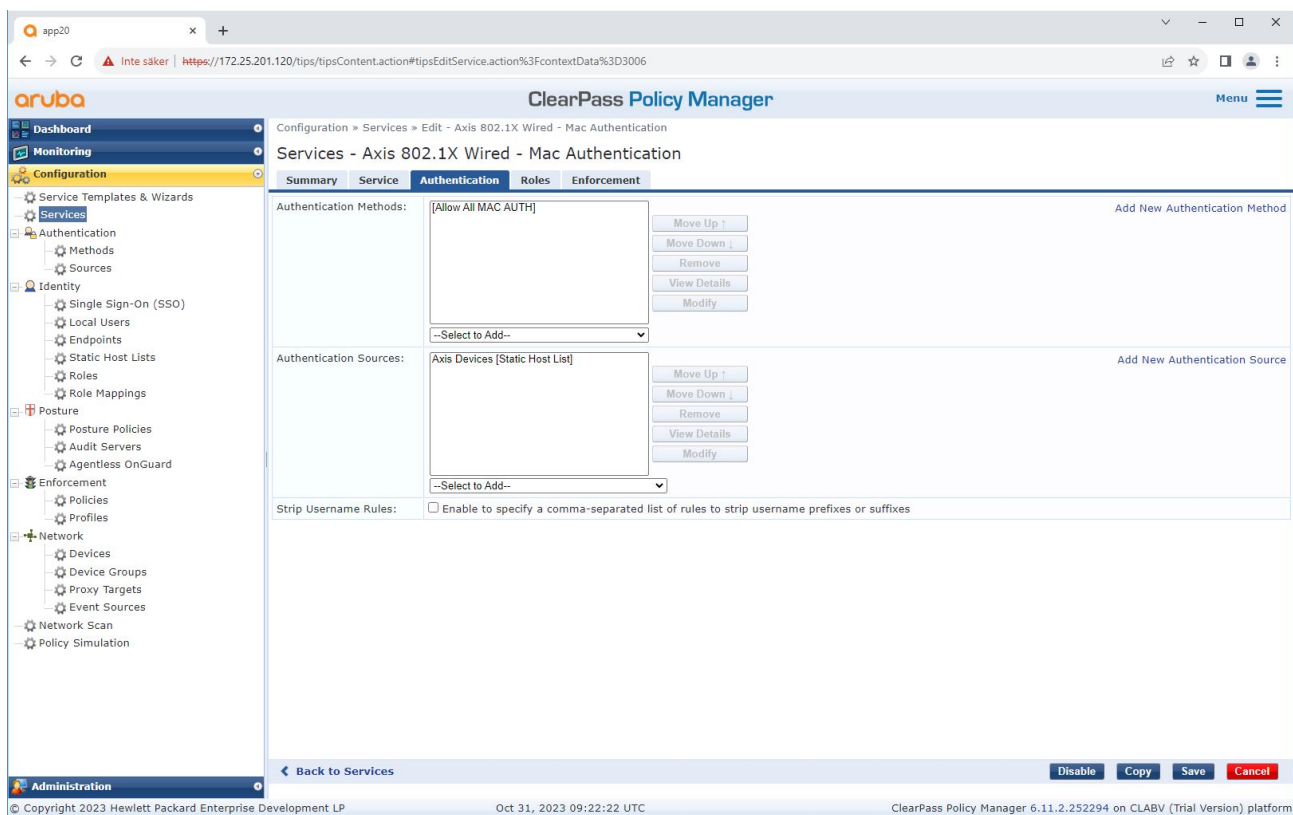 app20
Inte säker | https://172.25.201.120/tips/tipsContent.action#tipsEditService.action%3FcontextData%3D3006
aruba
ClearPass Policy Manager
Menu
Dashboard
Monitoring
Configuration
Service Templates & Wizards
Services
Authentication
Methods
Sources
Identity
Single Sign-On (SSO)
Local Users
Endpoints
Static Host Lists
Roles
Role Mappings
Posture
Posture Policies
Audit Servers
Agentless OnGuard
Enforcement
Policies
Profiles
Network
Devices
Device Groups
Proxy Targets
Event Sources
Network Scan
Policy Simulation
Administration
Configuration » Services » Edit - Axis 802.1X Wired - Mac Authentication
Services - Axis 802.1X Wired - Mac Authentication
Summary Service Authentication Roles Enforcement
Authentication Methods:
[Allow All MAC AUTH]
Move Up ↑
Move Down ↓
Remove
View Details
Modify
--Select to Add--
Add New Authentication Method
Authentication Sources:
Axis Devices [Static Host List]
Move Up ↑
Move Down ↓
Remove
View Details
Modify
--Select to Add--
Add New Authentication Source
Strip Username Rules:
Enable to specify a comma-separated list of rules to strip username prefixes or suffixes
Back to Services
Disable Copy Save Cancel
© Copyright 2023 Hewlett Packard Enterprise Development LP
Oct 31, 2023 09:22:22 UTC
ClearPass Policy Manager 6.11.2.252294 on CLABV (Trial Version) platform